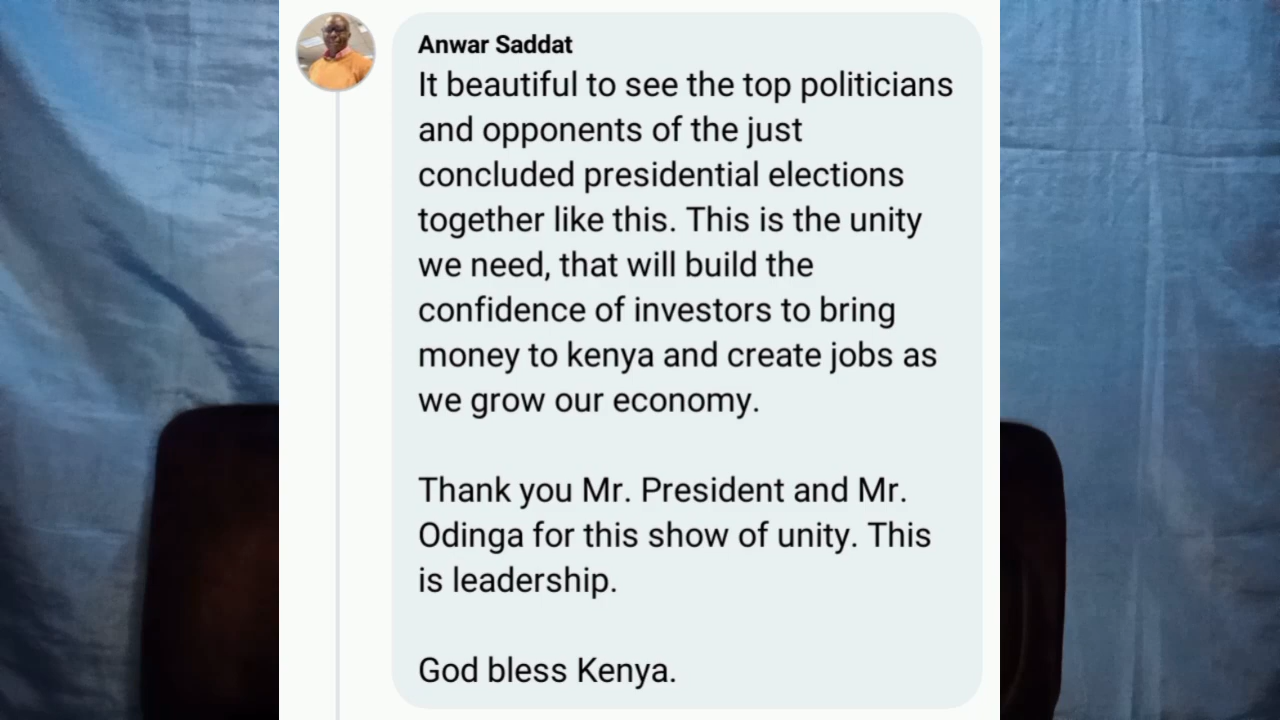 Anwar Saddat
It beautiful to see the top politicians
and opponents of the just
concluded presidential elections
together like this. This is the unity
we need, that will build the
confidence of investors to bring
money to kenya and create jobs as
we grow our economy.
Thank you Mr. President and Mr.
Odinga for this show of unity. This
is leadership.
God bless Kenya.